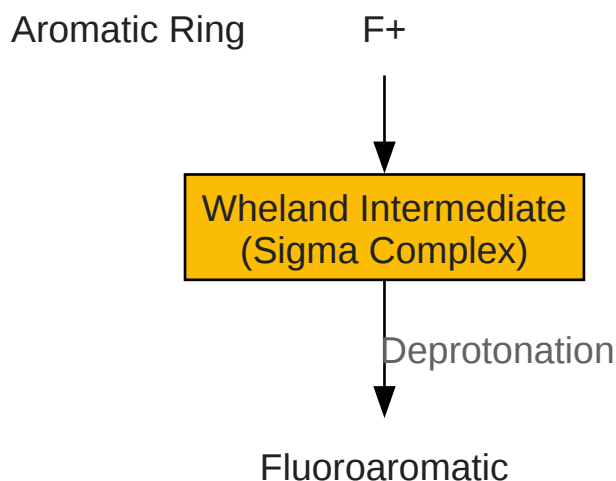 Aromatic Ring
F+
Wheland Intermediate
(Sigma Complex)
Deprotonation
Fluoroaromatic